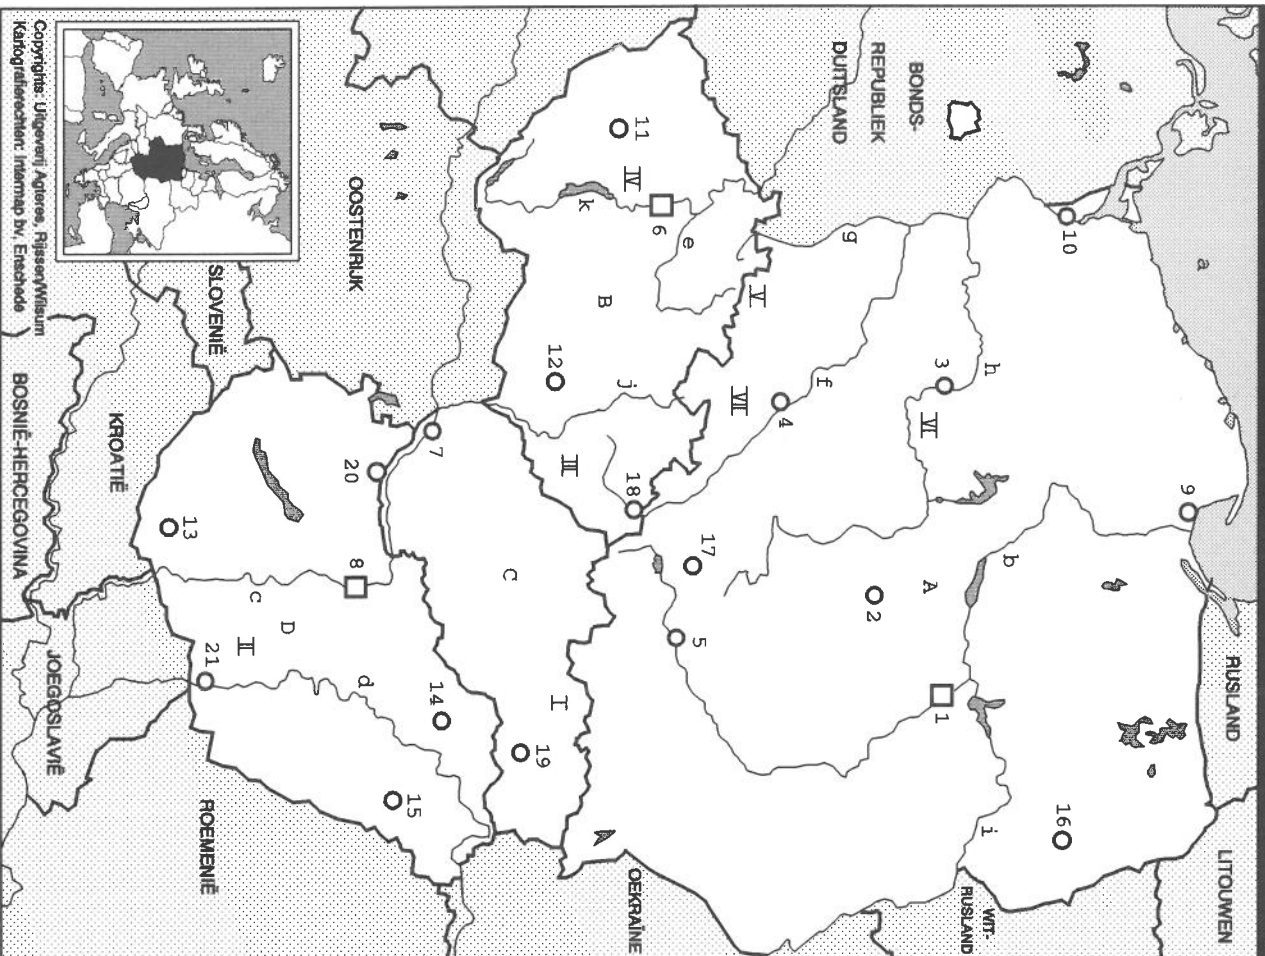 a
RUSLAND
LITOUWEN
9
10
16
WIT-
RUSLAND
BONDS-
REPUBLIEK
DUITSLAND
h
b
i
3
VI
A
1
g
f
2
4
V
VII
17
5
OEKRAÏNE
11
IV
6
e
k
B
j
18
12
III
C
I
19
OOSTENRIJK
7
20
14
15
d
8
D
II
c
13
21
SLOVENIË
ROEMENIË
KROATIË
JOEGOSLAVIË
BOSNIË-HERCEGOVINA
Copyrights: Uitgeverij Agteres, Rijssen/Wilsum
Kartografierechten: Intermap bv, Enschede